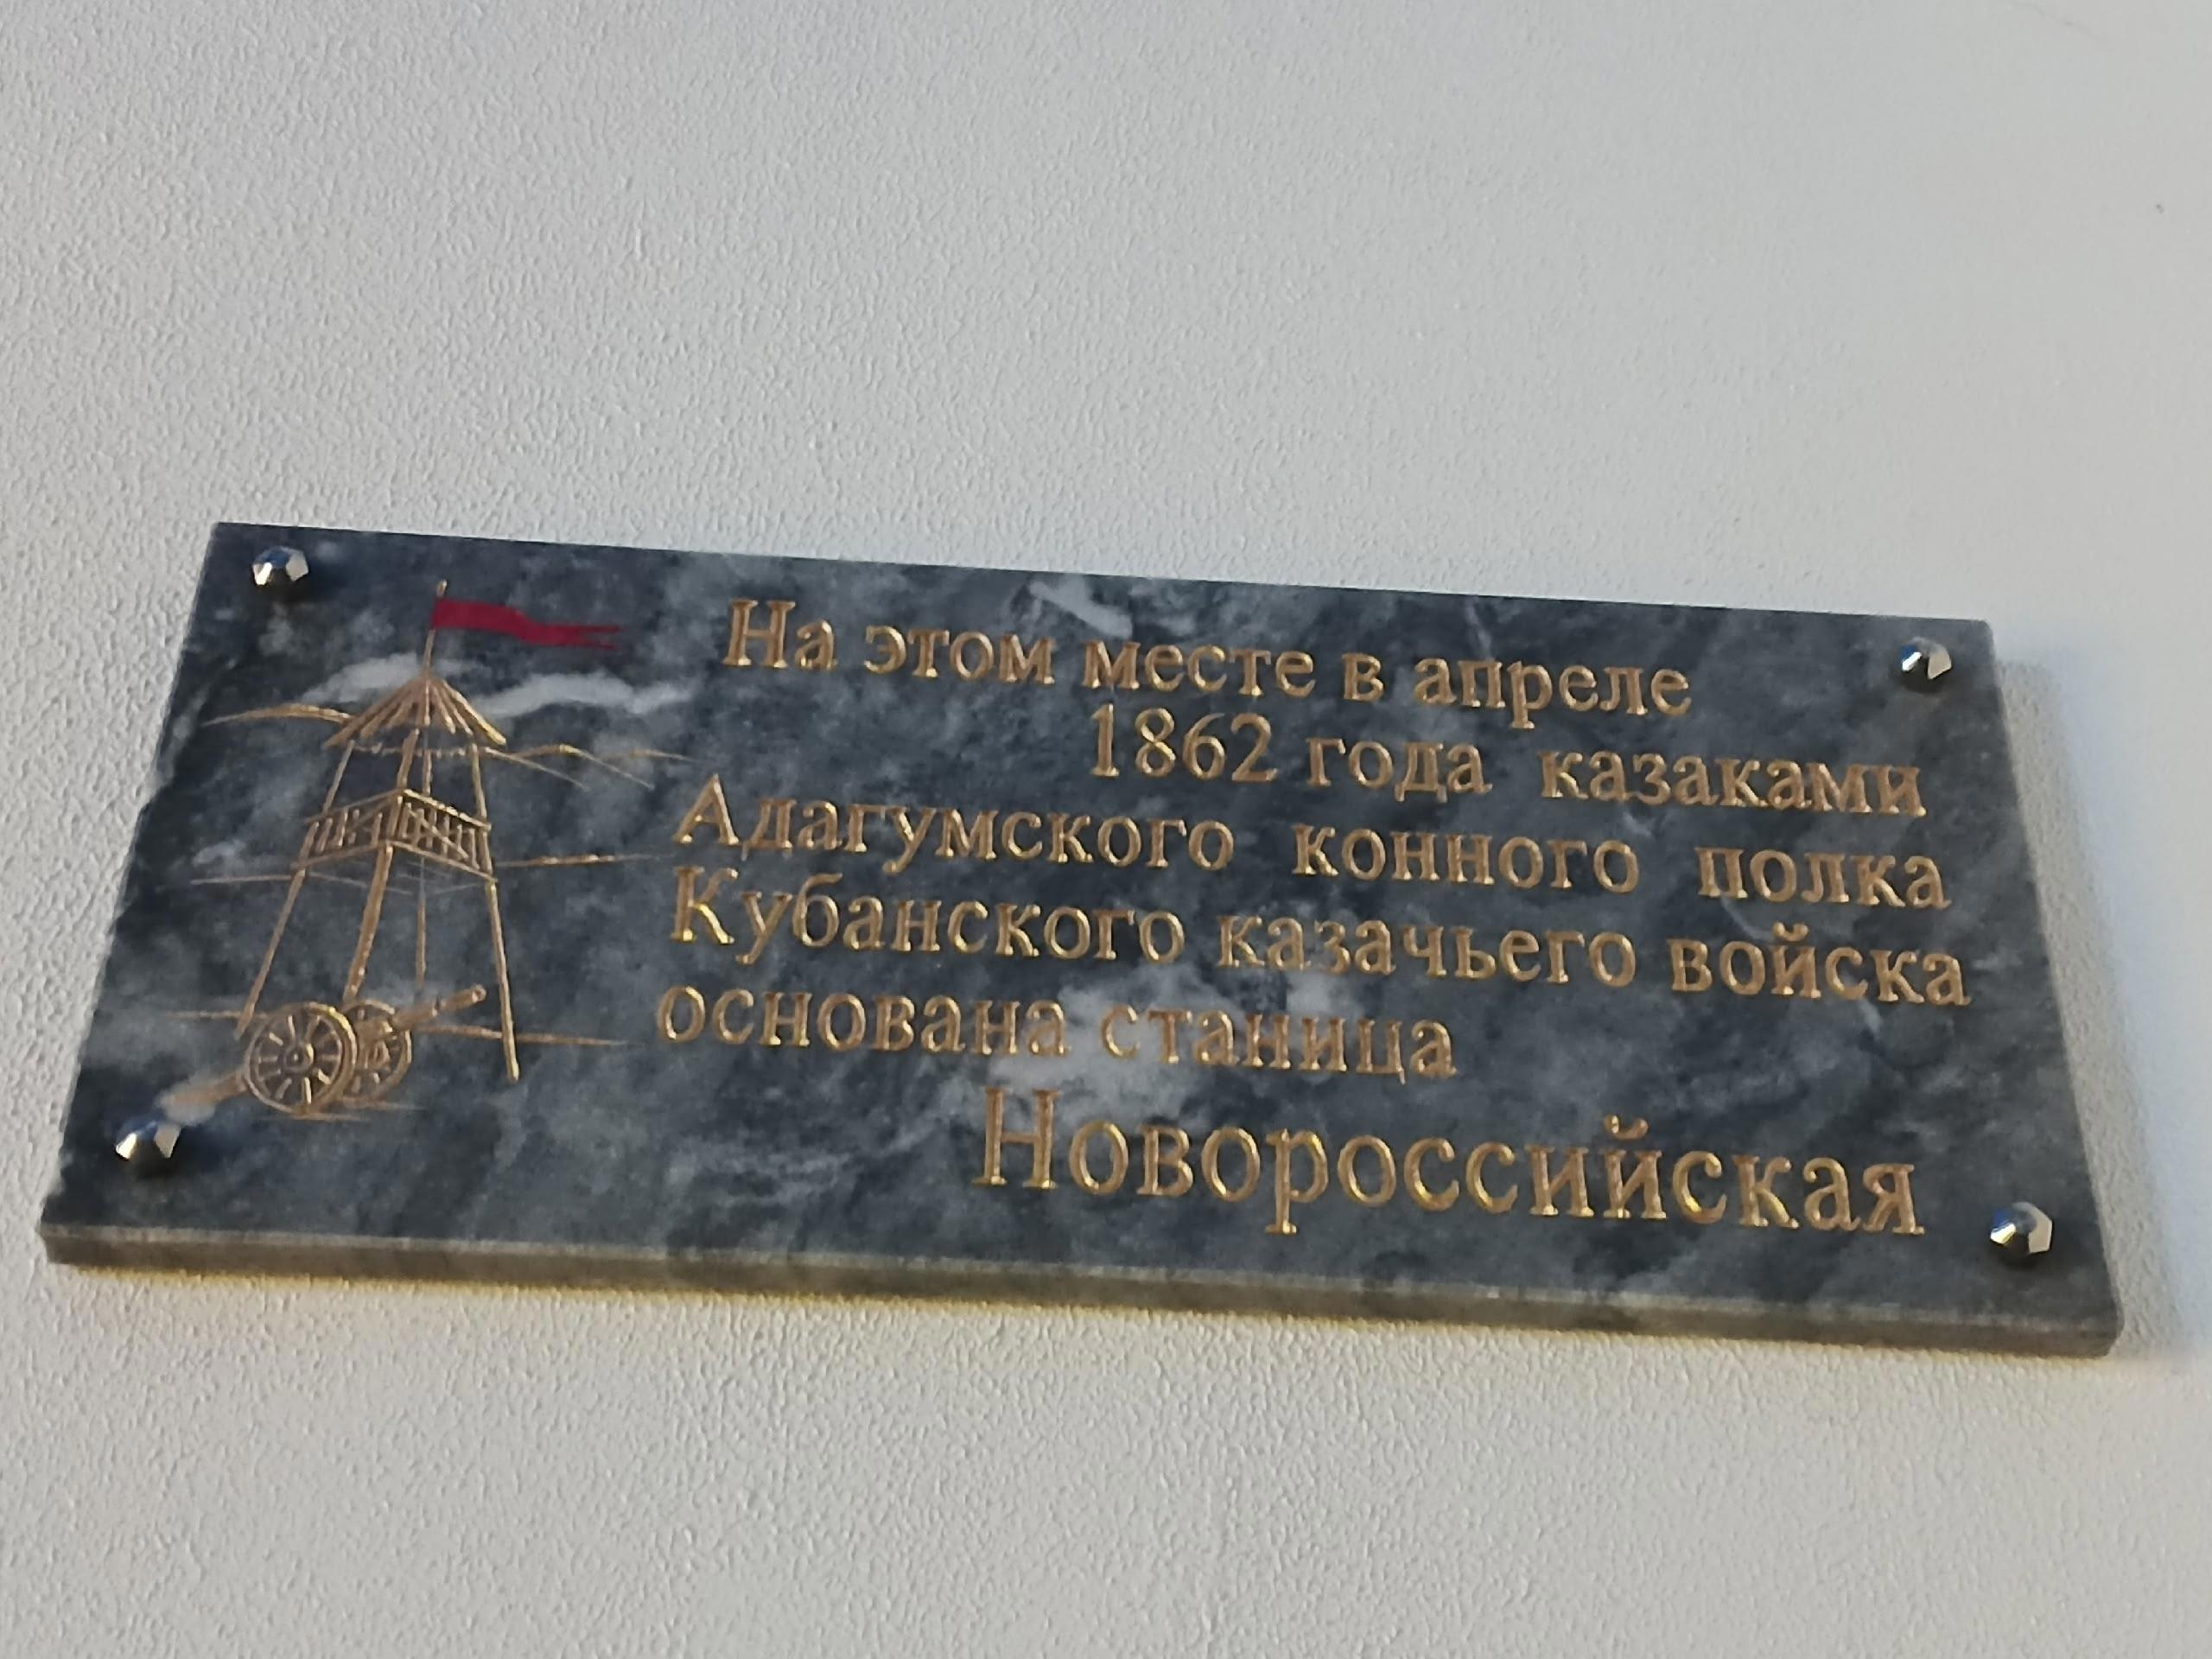 На этом месте в апреле
1862 года казаками
Адагумского конного полка
Кубанского казачьего войска
основана станица
Новороссийская